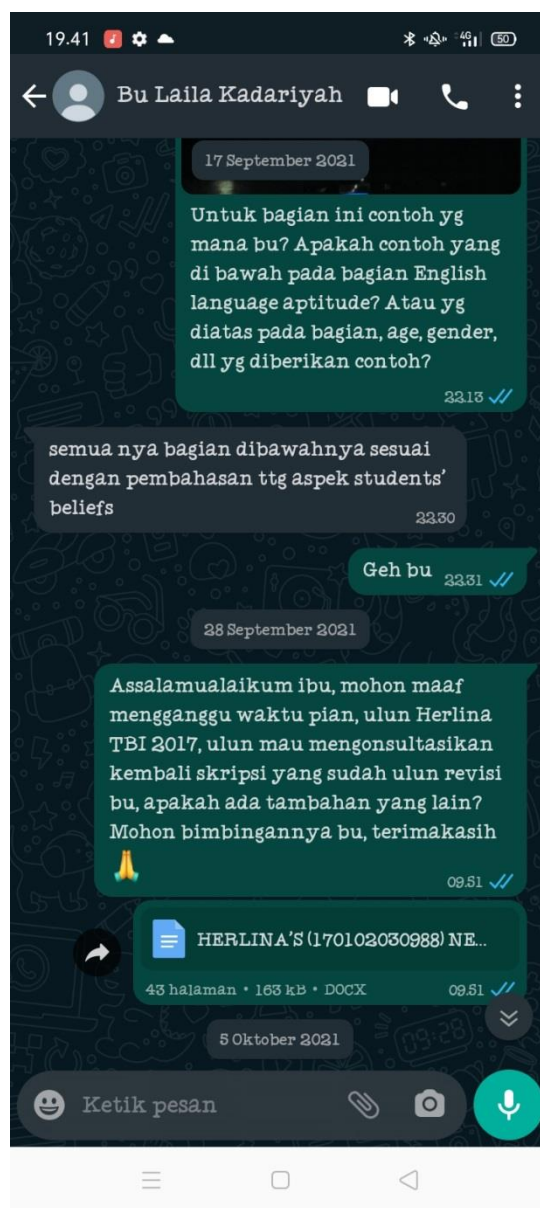 19.41
4G
50
Bu Laila Kadariyah
17 September 2021
Untuk bagian ini contoh yg
mana bu? Apakah contoh yang
di bawah pada bagian English
language aptitude? Atau yg
diatas pada bagian, age, gender,
dll yg diberikan contoh?
22.13
semua nya bagian dibawahnya sesuai
dengan pembahasan ttg aspek students'
beliefs
22.30
Geh bu
22.31
28 September 2021
Assalamualaikum ibu, mohon maaf
mengganggu waktu pian, ulun Herlina
TBI 2017, ulun mau mengonsultasikan
kembali skripsi yang sudah ulun revisi
bu, apakah ada tambahan yang lain?
Mohon bimbingannya bu, terimakasih
🙏
09.51
HERLINA'S (170102030988) NE...
43 halaman • 163 kB • DOCX
09.51
5 Oktober 2021
Ketik pesan